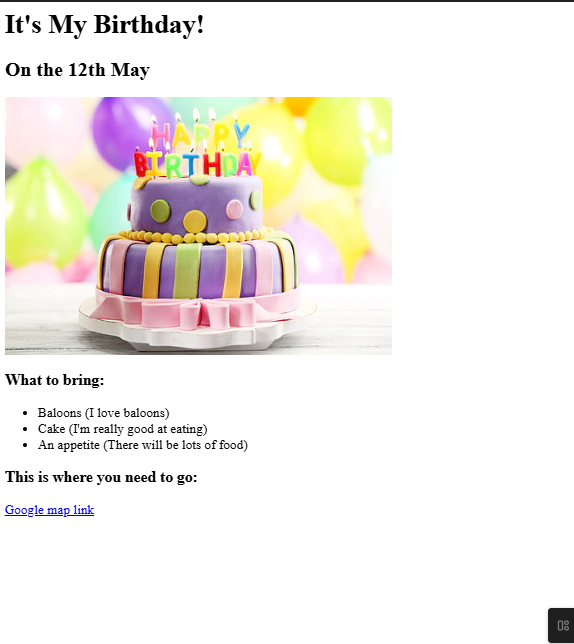 It's My Birthday!
On the 12th May
HAPPY
BIRTHDAY
What to bring:
Baloons (I love baloons)
Cake (I'm really good at eating)
An appetite (There will be lots of food)
This is where you need to go:
Google map link